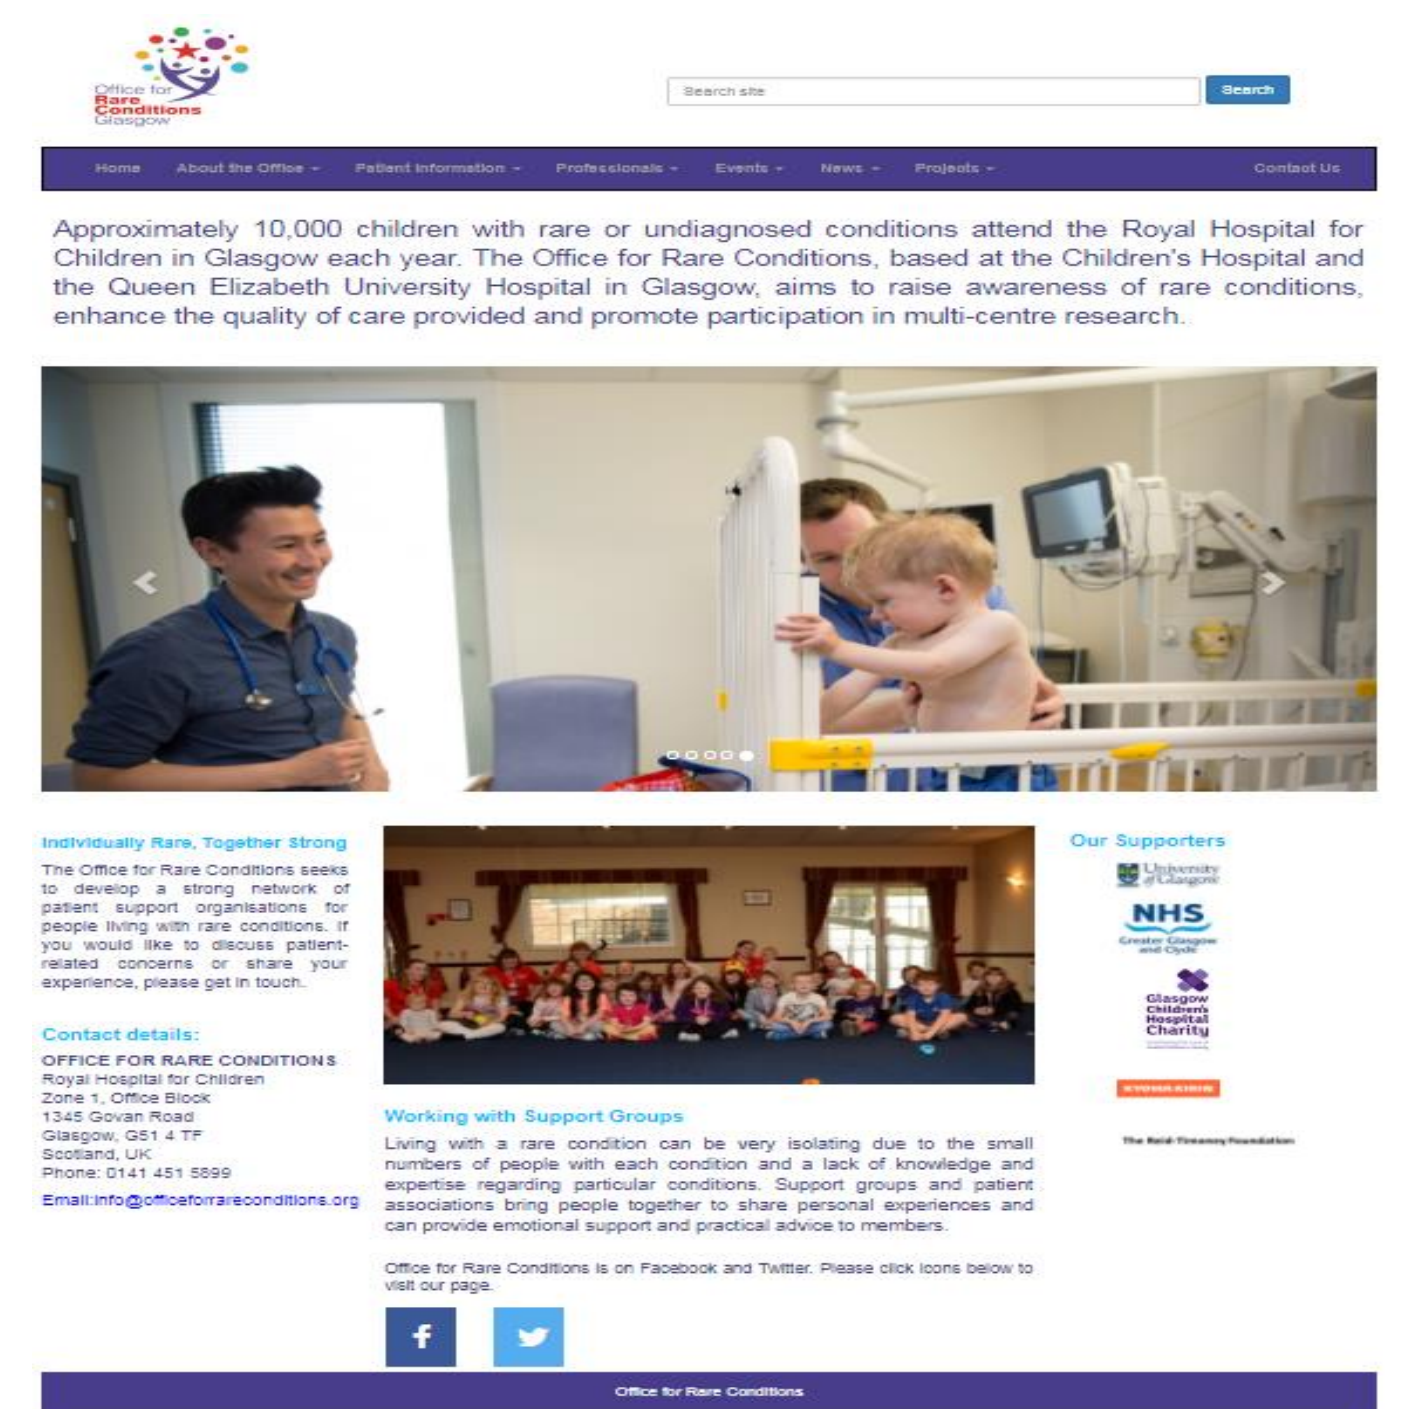 Office for
Rare
Conditions
Glasgow
Search site
Search
Home
About the Office
Patient Information
Professionals
Events
News
Projects
Contact Us
Approximately 10,000 children with rare or undiagnosed conditions attend the Royal Hospital for
Children in Glasgow each year. The Office for Rare Conditions, based at the Children's Hospital and
the Queen Elizabeth University Hospital in Glasgow, aims to raise awareness of rare conditions,
enhance the quality of care provided and promote participation in multi-centre research.
Individually Rare, Together Strong
The Office for Rare Conditions seeks
to develop a strong network of
patient support organisations for
people living with rare conditions. If
you would like to discuss patient-
related concerns or share your
experience, please get in touch.
Contact details:
OFFICE FOR RARE CONDITIONS
Royal Hospital for Children
Zone 1, Office Block
1345 Govan Road
Glasgow, G51 4 TF
Scotland, UK
Phone: 0141 451 5899
Email:info@officeforrareconditions.org
Working with Support Groups
Living with a rare condition can be very isolating due to the small
numbers of people with each condition and a lack of knowledge and
expertise regarding particular conditions. Support groups and patient
associations bring people together to share personal experiences and
can provide emotional support and practical advice to members.
Office for Rare Conditions is on Facebook and Twitter. Please click icons below to
visit our page.
Our Supporters
University
of Glasgow
NHS
Greater Glasgow
and Clyde
Glasgow
Children's
Hospital
Charity
KYOWA KIRIN
The Reid-Timoney Foundation
Office for Rare Conditions